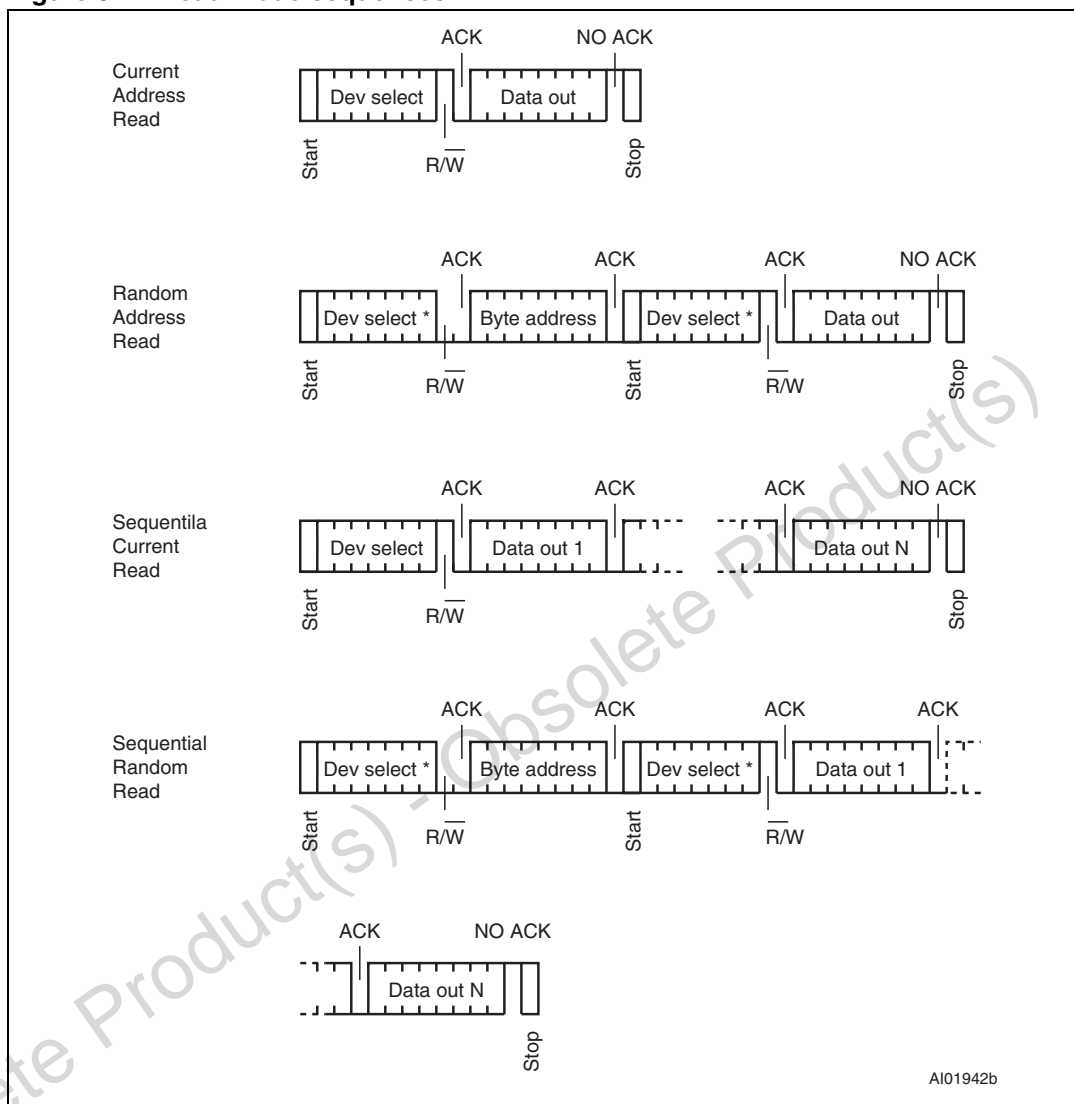 Current
Address
Read
ACK NO ACK
Dev select Data out
Start R/W Stop
Random
Address
Read
ACK ACK ACK NO ACK
Dev select * Byte address Dev select * Data out
Start R/W Start R/W Stop
Sequentila
Current
Read
ACK ACK ACK NO ACK
Dev select Data out 1 Data out N
Start R/W Stop
Sequential
Random
Read
ACK ACK ACK ACK
Dev select * Byte address Dev select * Data out 1
Start R/W Start R/W
ACK NO ACK
Data out N
Stop
AI01942b
ete Product(s) - Obsolete Product(s)